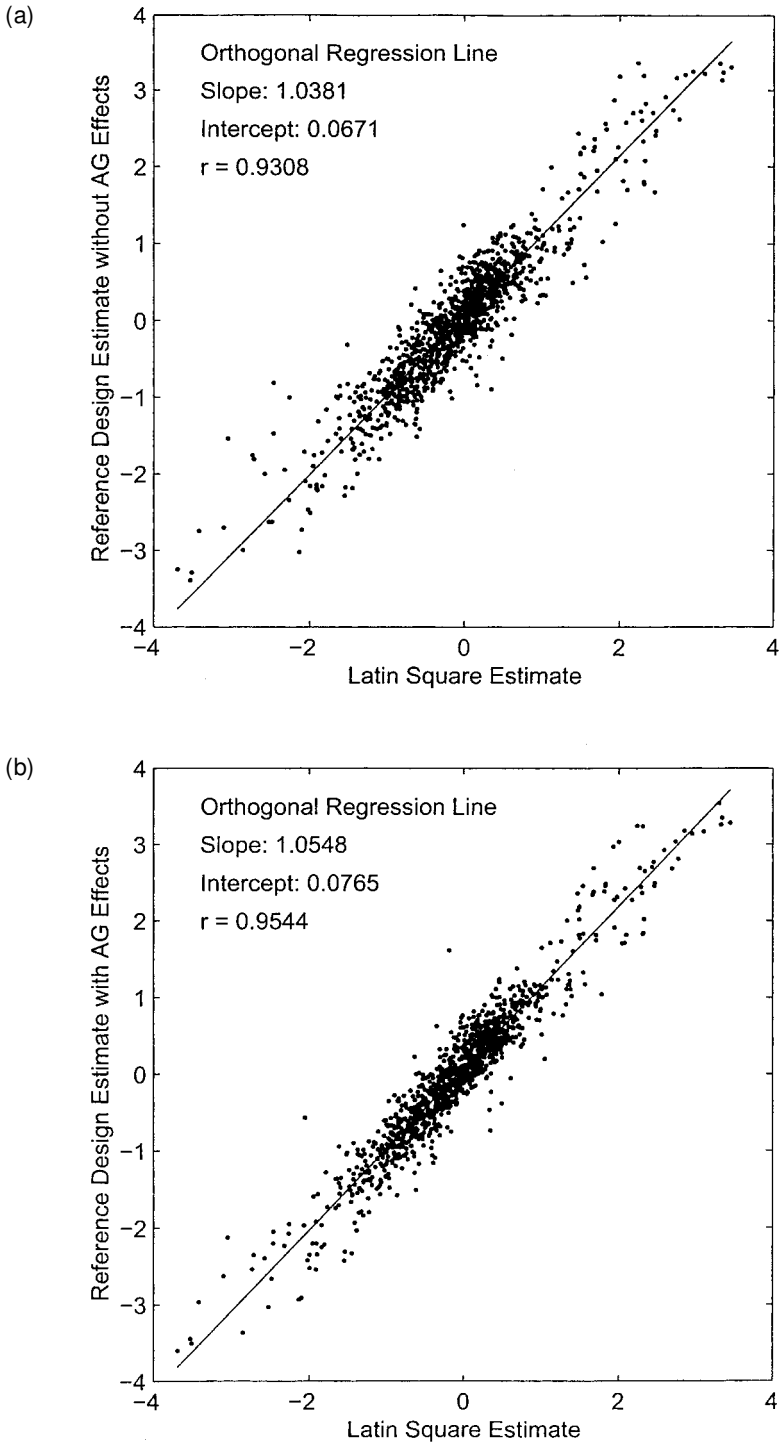 (a)
Orthogonal Regression Line
Slope: 1.0381
Intercept: 0.0671
r = 0.9308
Reference Design Estimate without AG Effects
4
3
2
1
0
−1
−2
−3
−4
−4
−2
0
2
4
Latin Square Estimate
(b)
Orthogonal Regression Line
Slope: 1.0548
Intercept: 0.0765
r = 0.9544
Reference Design Estimate with AG Effects
4
3
2
1
0
−1
−2
−3
−4
−4
−2
0
2
4
Latin Square Estimate